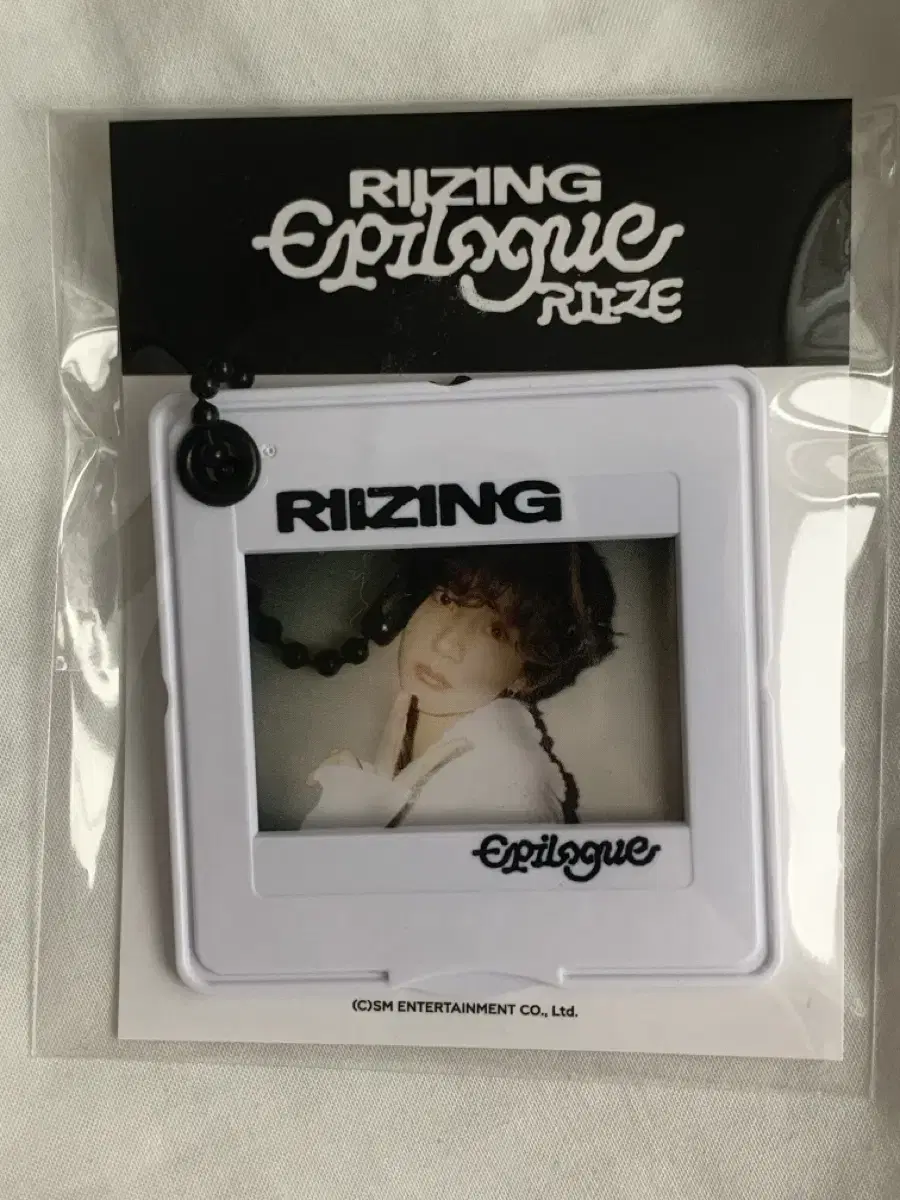 RIIZING
Epilogue
RIIZE
RIIZING
Epilogue
(C)SM ENTERTAINMENT CO., Ltd.